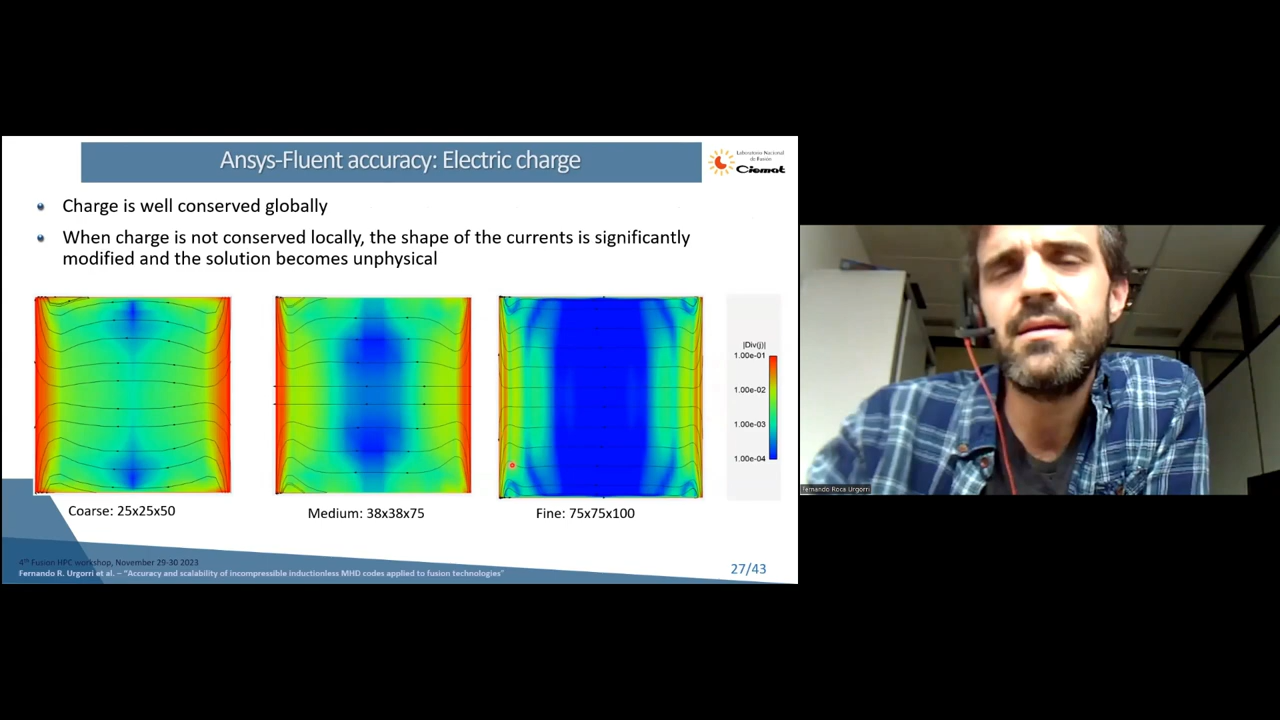 Ansys-Fluent accuracy: Electric charge
Laboratorio Nacional
de Fusión
Ciemat
Charge is well conserved globally
When charge is not conserved locally, the shape of the currents is significantly
modified and the solution becomes unphysical
|Div(j)|
1.00e-01
1.00e-02
1.00e-03
1.00e-04
Coarse: 25x25x50
Medium: 38x38x75
Fine: 75x75x100
4TH Fusion HPC workshop, November 29-30 2023
Fernando R. Urgorri et al. – "Accuracy and scalability of incompressible inductionless MHD codes applied to fusion technologies"
27/43
Fernando Roca Urgorri